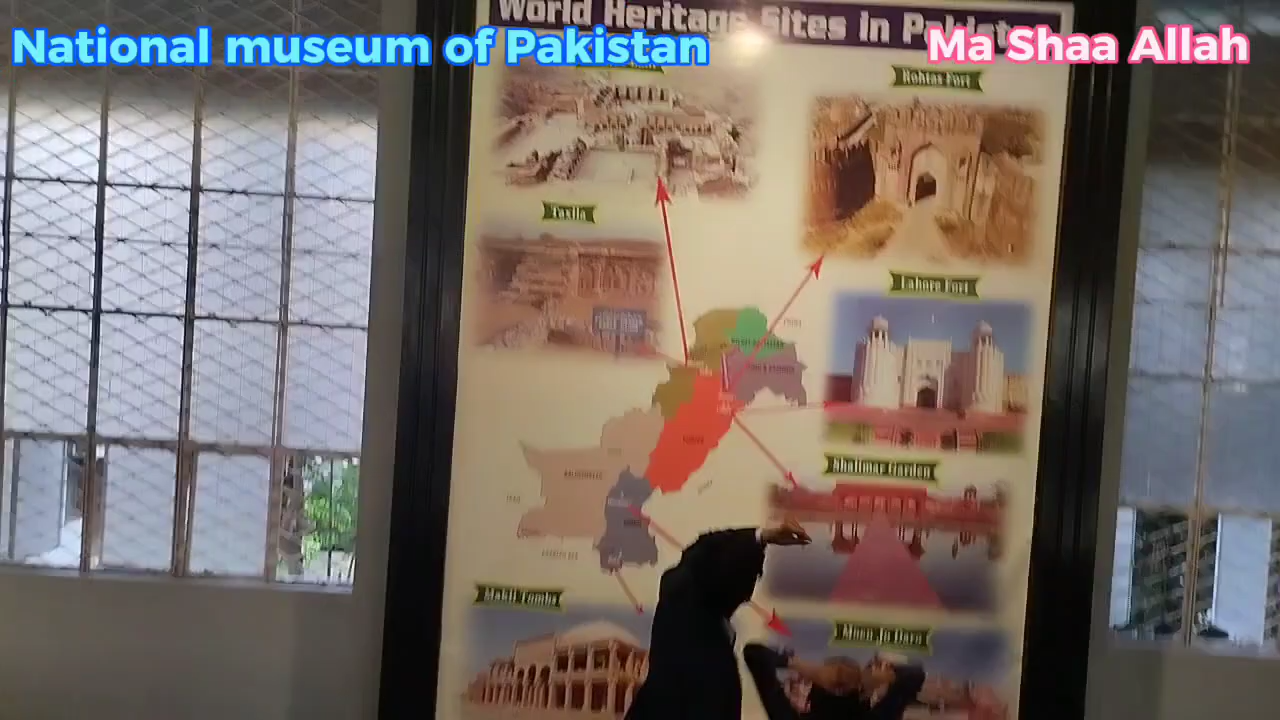 National museum of Pakistan
Ma Shaa Allah
World Heritage Sites in Pakistan
Rohtas Fort
Taxila
Lahore Fort
Shalimar Garden
Makli Tombs
Moen Jo Daro